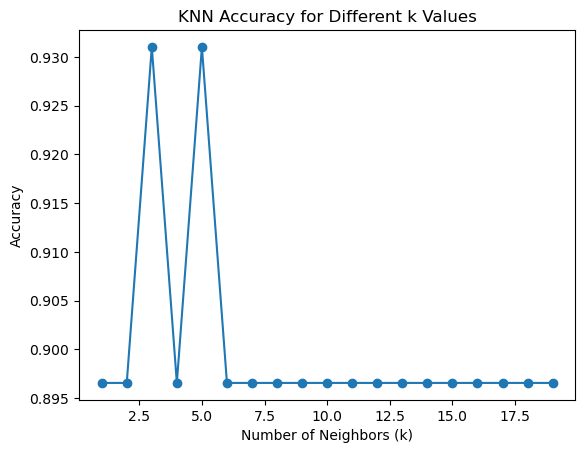 KNN Accuracy for Different k Values
Accuracy
0.930
0.925
0.920
0.915
0.910
0.905
0.900
0.895
2.5 5.0 7.5 10.0 12.5 15.0 17.5
Number of Neighbors (k)